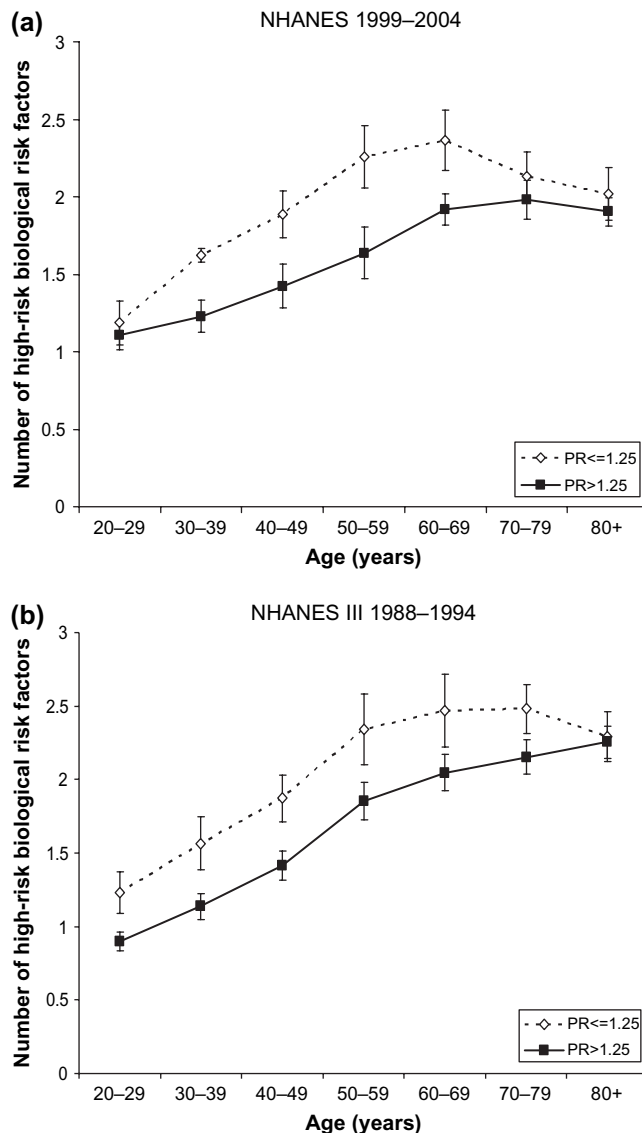 (a)
NHANES 1999–2004
Number of high-risk biological risk factors
3
2.5
2
1.5
1
0.5
0
PR<=1.25
PR>1.25
20–29 30–39 40–49 50–59 60–69 70–79 80+
Age (years)
(b)
NHANES III 1988–1994
Number of high-risk biological risk factors
3
2.5
2
1.5
1
0.5
0
PR<=1.25
PR>1.25
20–29 30–39 40–49 50–59 60–69 70–79 80+
Age (years)